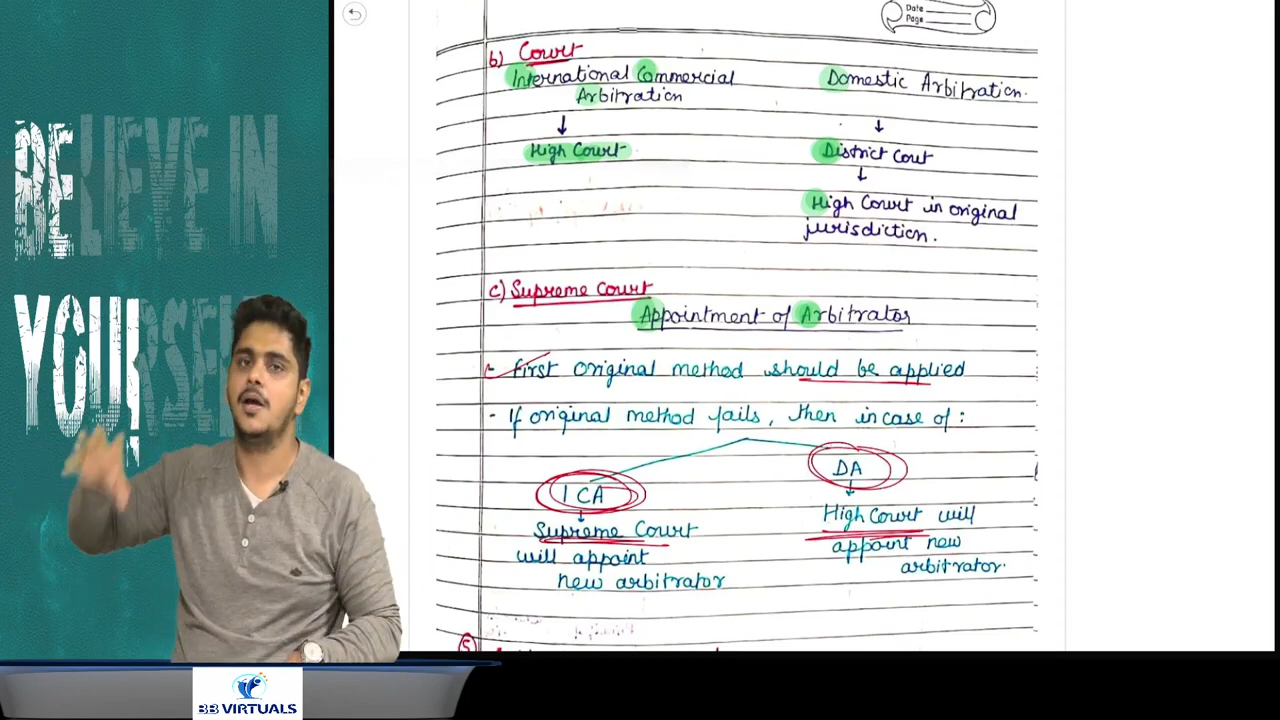 BELIEVE IN
YOURSELF
Date
Page
b) Court
International Commercial
Arbitration
Domestic Arbitration.
↓
↓
High Court
District Cout
↓
High Court in original
jurisdiction.
c) Supreme Court
Appointment of Arbitrator
- First original method should be applied
- If original method fails, then in case of :
ICA
DA
↓
↓
Supreme Court
will appoint
new arbitrator
High Court will
appoint new
arbitrator.
5
BB VIRTUALS